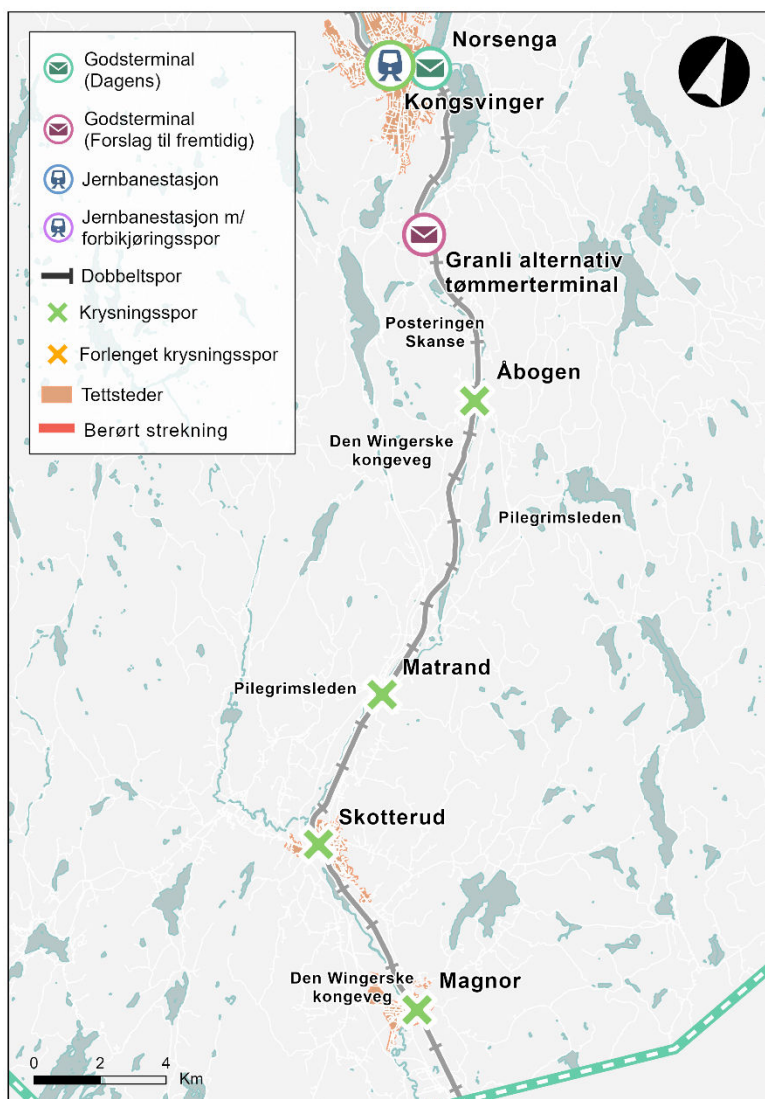 Norsenga
Kongsvinger
Godsterminal
(Dagens)
Godsterminal
(Forslag til fremtidig)
Jernbanestasjon
Jernbanestasjon m/
forbikjøringsspor
Dobbeltspor
Krysningsspor
Forlenget krysningsspor
Tettsteder
Berørt strekning
Granli alternativ
tømmerterminal
Posteringen
Skanse
Åbogen
Den Wingerske
kongeveg
Pilegrimsleden
Matrand
Pilegrimsleden
Skotterud
Den Wingerske
kongeveg
Magnor
0 2 4
Km